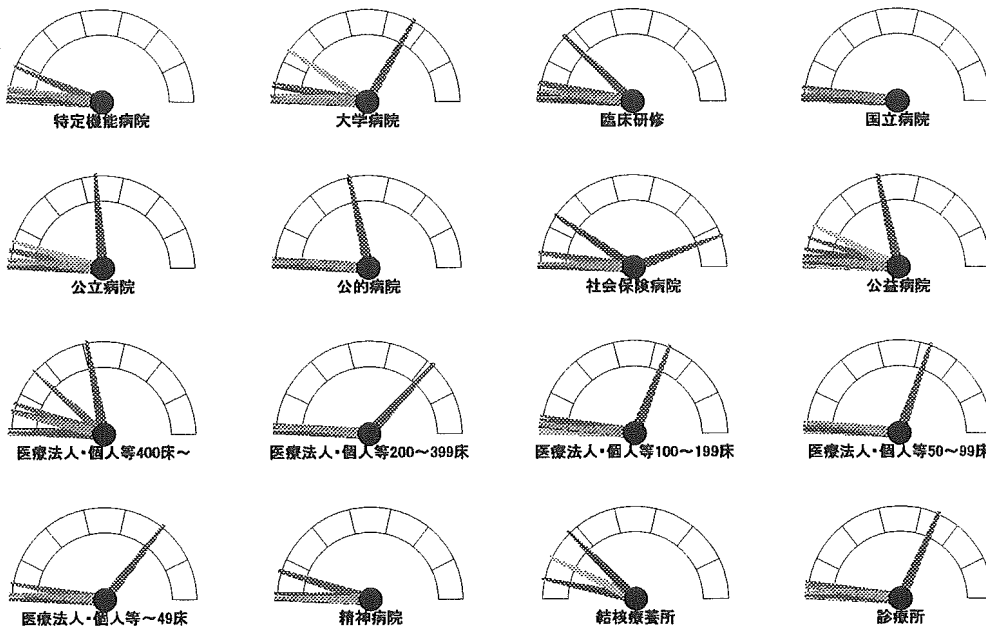 特定機能病院
大学病院
臨床研修
国立病院
公立病院
公的病院
社会保険病院
公益病院
医療法人・個人等400床～
医療法人・個人等200～399床
医療法人・個人等100～199床
医療法人・個人等50～99床
医療法人・個人等～49床
精神病院
結核療養所
診療所